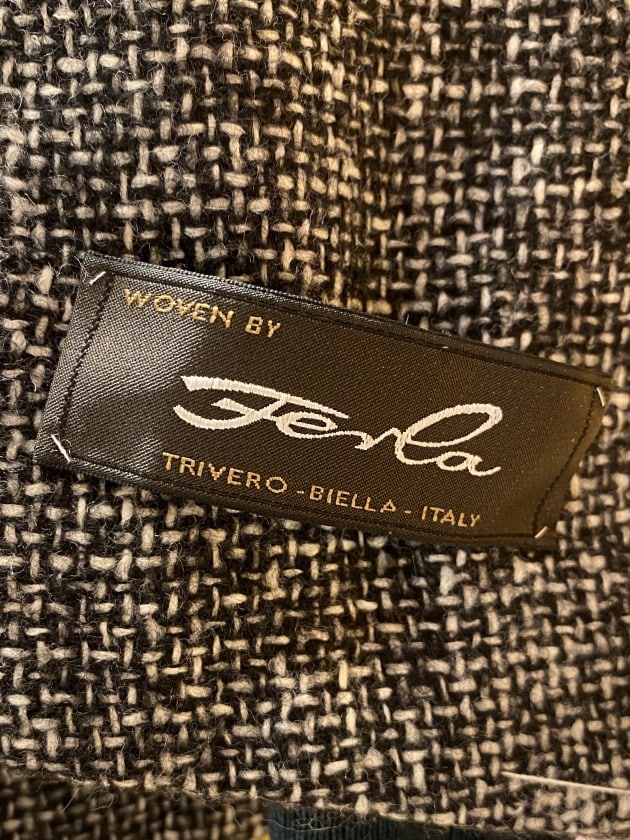 WOVEN BY
Ferla
TRIVERO - BIELLA - ITALY